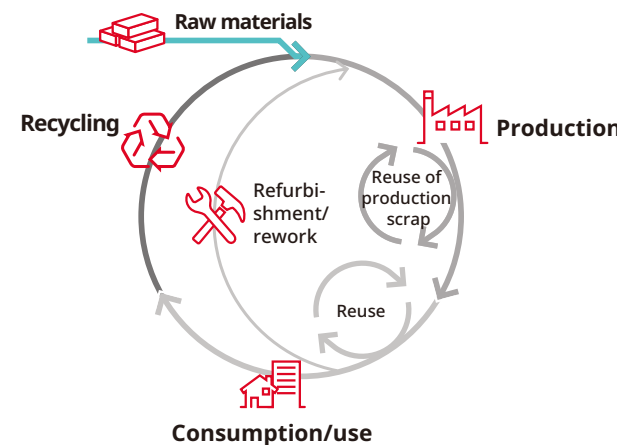 Raw materials
Recycling
Production
Reuse of
production
scrap
Refurbi-
shment/
rework
Reuse
Consumption/use